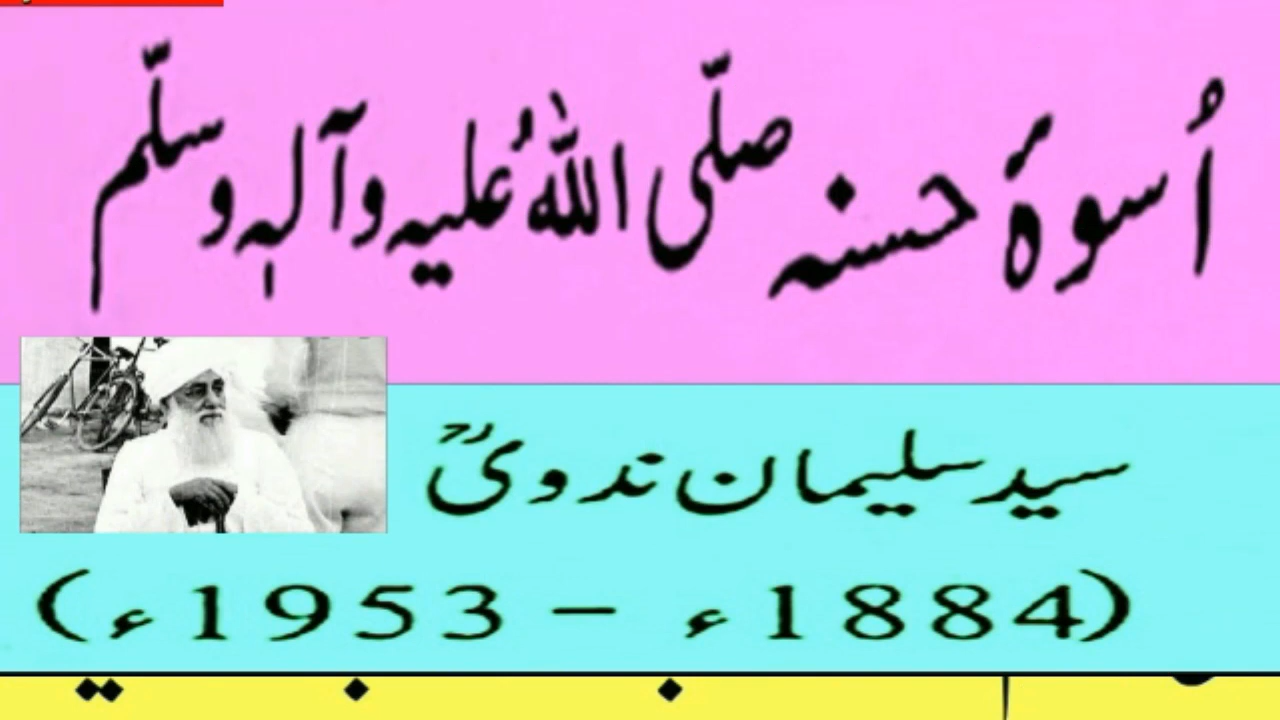 اُسوۂ حسنہ صلّی اللہُ علیہ وآلہٖ وسلّم
سید سلیمان ندویؒ
(1884ء – 1953ء)